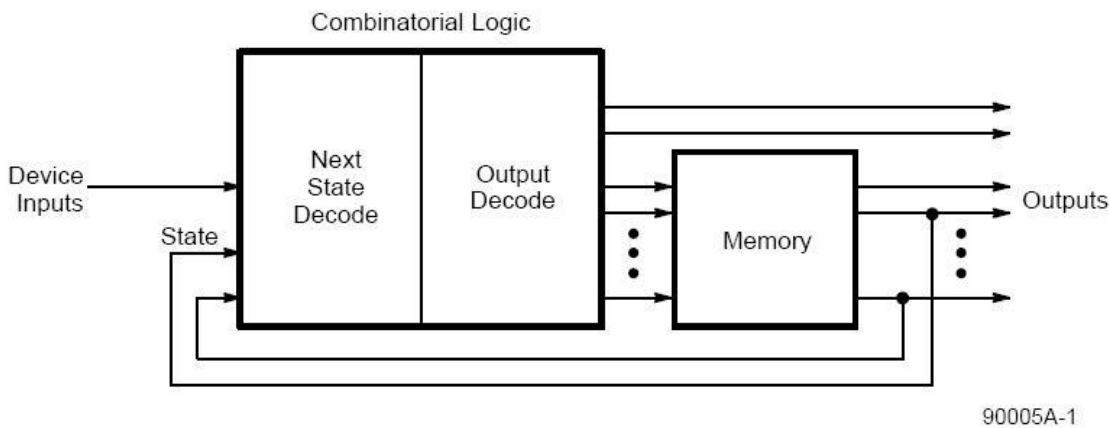 Combinatorial Logic
Device
Inputs
State
Next
State
Decode
Output
Decode
Memory
Outputs
90005A-1